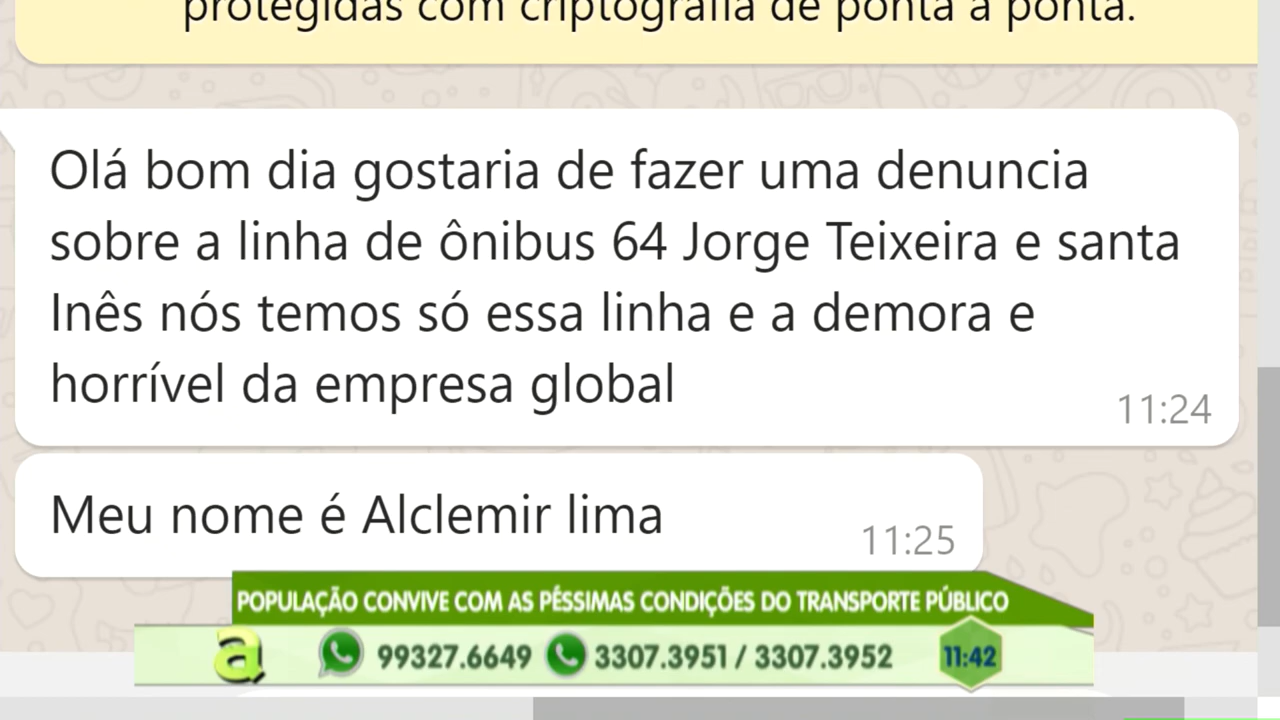 protegidas com criptografia de ponta a ponta.
Olá bom dia gostaria de fazer uma denuncia
sobre a linha de ônibus 64 Jorge Teixeira e santa
Inês nós temos só essa linha e a demora e
horrível da empresa global
11:24
Meu nome é Alclemir lima
11:25
POPULAÇÃO CONVIVE COM AS PÉSSIMAS CONDIÇÕES DO TRANSPORTE PÚBLICO
a 99327.6649 3307.3951 / 3307.3952 11:42